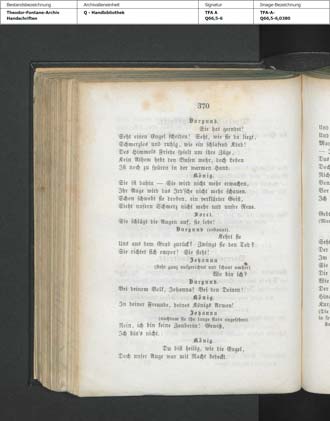 Bestandsbezeichnung
Archivalieneinheit
Signatur
Image-Bezeichnung
Theodor-Fontane-Archiv
Handschriften
Q - Handbibliothek
TFA A
Q66,5-6
TFA-A-
Q66,5-6,0380
370
Burgund.
Sie hat geendet!
Seht einen Engel scheiden! Seht, wie sie da liegt,
Schmerzlos und ruhig, wie ein schlafend Kind!
Des Himmels Friede spielt um ihre Züge,
Kein Athem hebt den Busen mehr, doch Leben
Ist noch zu spüren in der warmen Hand.
König.
Sie ist dahin — Sie wird nicht mehr erwachen,
Ihr Auge wird das Ird'sche nicht mehr schauen.
Schon schwebt sie droben, ein verklärter Geist,
Sieht unsern Schmerz nicht mehr und unsre Reue.
Sorel.
Sie schlägt die Augen auf, sie lebt!
Burgund (erstaunt).
Kehrt sie
Uns aus dem Grab zurück? Zwingt sie den Tod?
Sie richtet sich empor! Sie steht!
Johanna
(steht ganz aufgerichtet und schaut umher)
Wo bin ich?
Burgund.
Bei deinem Volk, Johanna! Bei den Deinen!
König.
In deiner Freunde, deines Königs Armen!
Johanna
(nachdem sie ihn lange starr angesehen)
Nein, ich bin keine Zauberin! Gewiß,
Ich bin's nicht.
König.
Du bist heilig, wie die Engel,
Doch unser Auge war mit Nacht bedeckt.